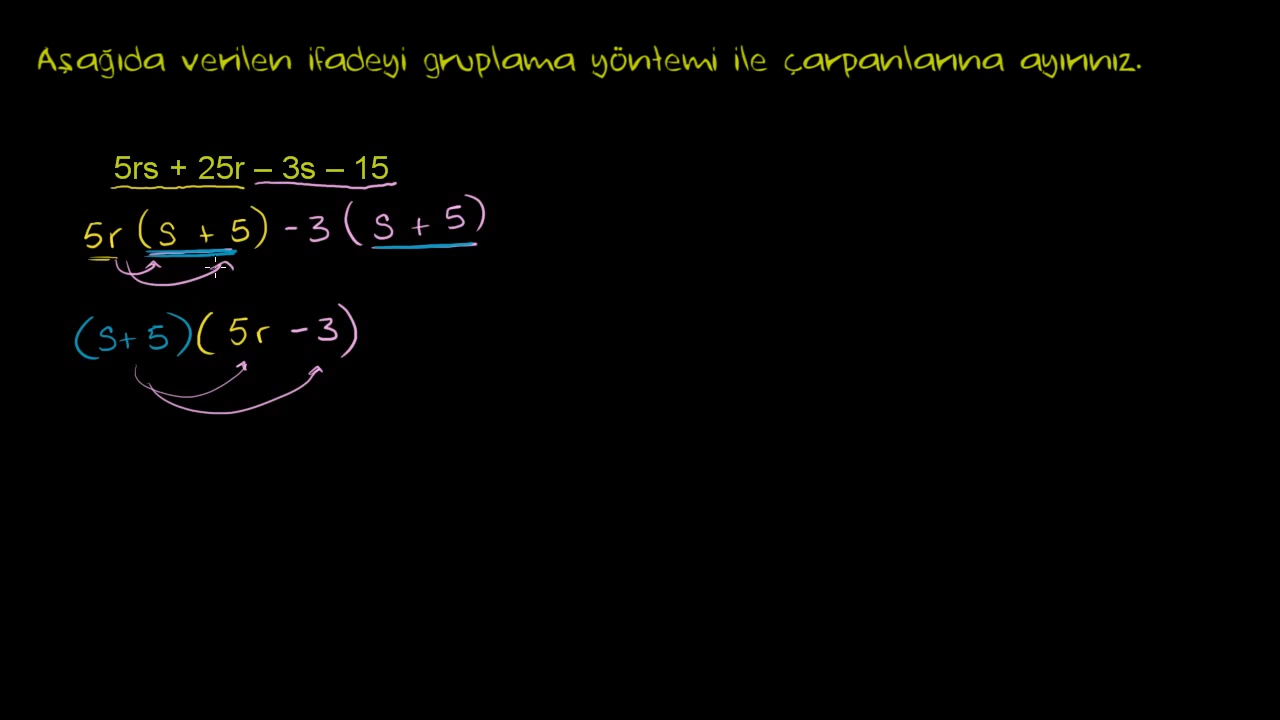 Aşağıda verilen ifadeyi gruplama yöntemi ile çarpanlarına ayırınız.
5rs + 25r – 3s – 15
5r (s + 5) - 3 (s + 5)
(s + 5)(5r - 3)